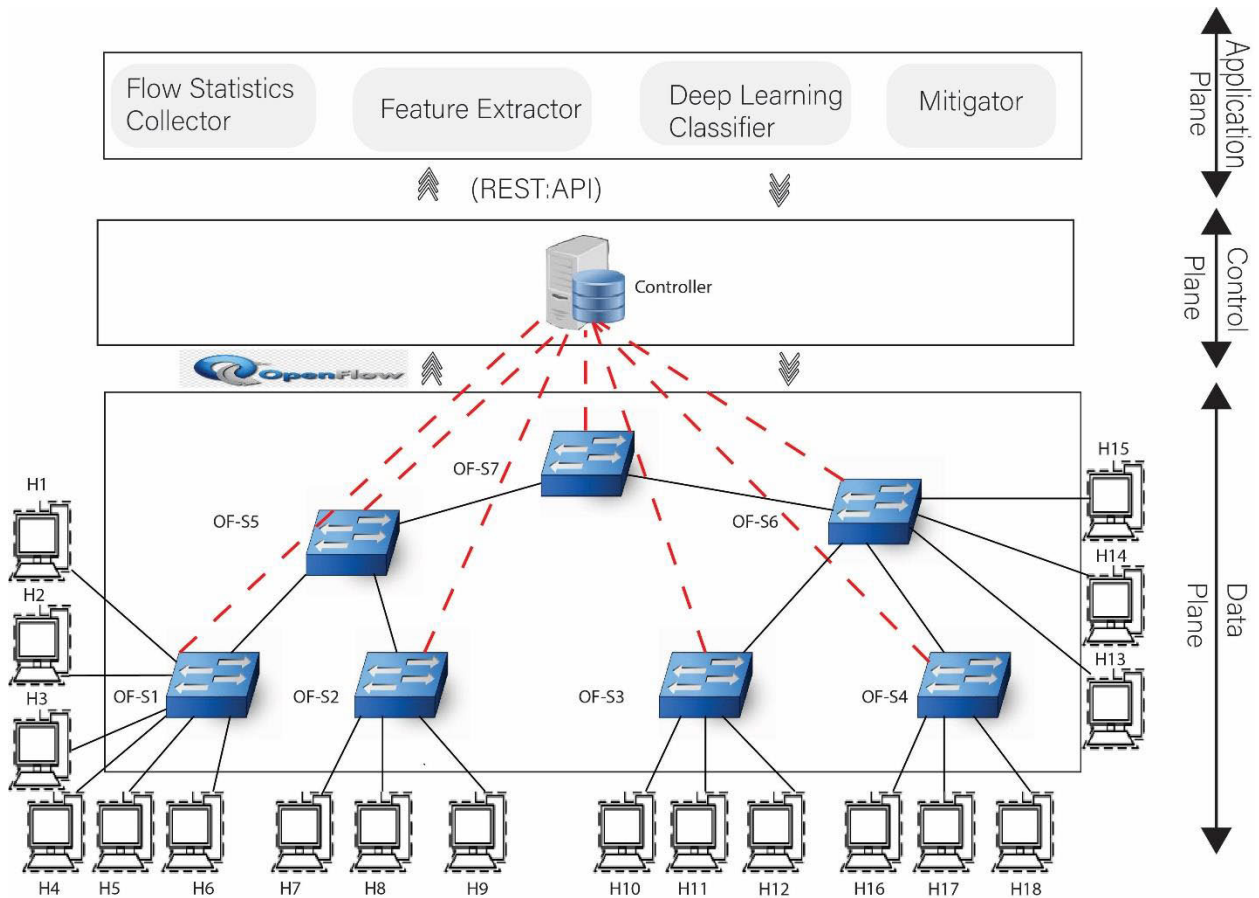 Flow Statistics
Collector
Feature Extractor
Deep Learning
Classifier
Mitigator
Application
Plane
(REST:API)
Controller
Control
Plane
OpenFlow
OF-S7
OF-S5
OF-S6
H15
H1
H14
H2
Data
Plane
H13
H3
OF-S1
OF-S2
OF-S3
OF-S4
H4
H5
H6
H7
H8
H9
H10
H11
H12
H16
H17
H18